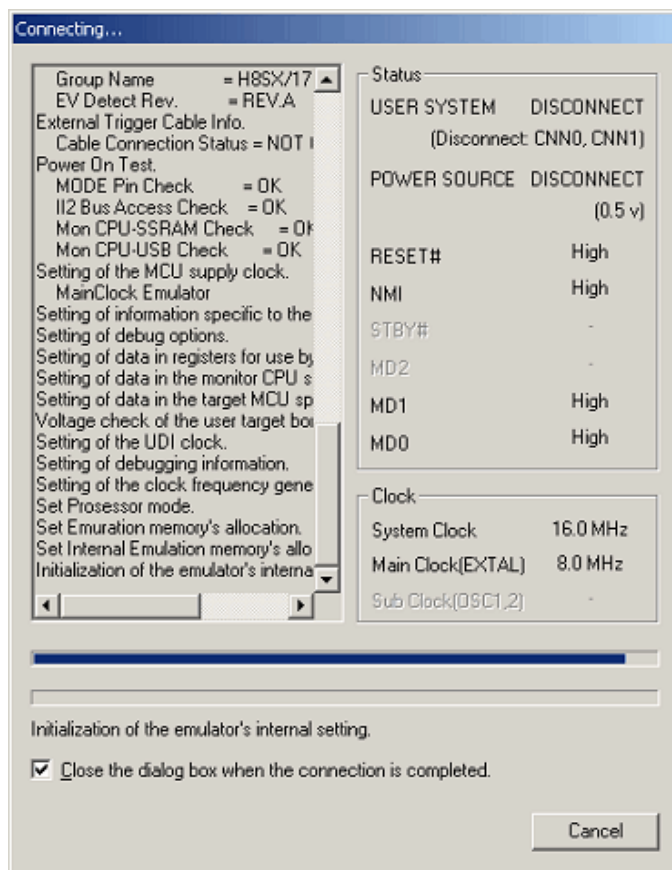 Connecting...
Group Name = H8SX/17
EV Detect Rev. = REV.A
External Trigger Cable Info.
Cable Connection Status = NOT
Power On Test.
MODE Pin Check = OK
II2 Bus Access Check = OK
Mon CPU-SSRAM Check = OK
Mon CPU-USB Check = OK
Setting of the MCU supply clock.
MainClock Emulator
Setting of information specific to the
Setting of debug options.
Setting of data in registers for use by
Setting of data in the monitor CPU s
Setting of data in the target MCU sp
Voltage check of the user target boa
Setting of the UDI clock.
Setting of debugging information.
Setting of the clock frequency gene
Set Prosessor mode.
Set Emuration memory's allocation.
Set Internal Emulation memory's allo
Initialization of the emulator's interna
Status
USER SYSTEM DISCONNECT
(Disconnect: CNN0, CNN1)
POWER SOURCE DISCONNECT
(0.5 v)
RESET# High
NMI High
STBY# -
MD2 -
MD1 High
MD0 High
Clock
System Clock 16.0 MHz
Main Clock(EXTAL) 8.0 MHz
Sub Clock(OSC1,2) -
Initialization of the emulator's internal setting.
Close the dialog box when the connection is completed.
Cancel